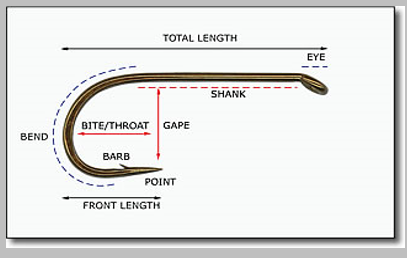 TOTAL LENGTH
EYE
SHANK
BITE/THROAT
GAPE
BEND
BARB
POINT
FRONT LENGTH